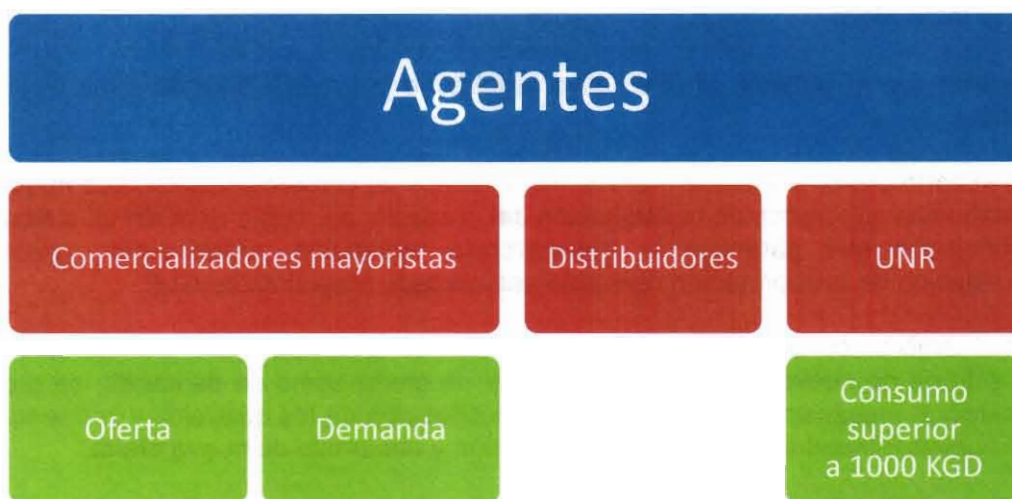 Agentes
Comercializadores mayoristas
Distribuidores
UNR
Oferta
Demanda
Consumo
superior
a 1000 KGD